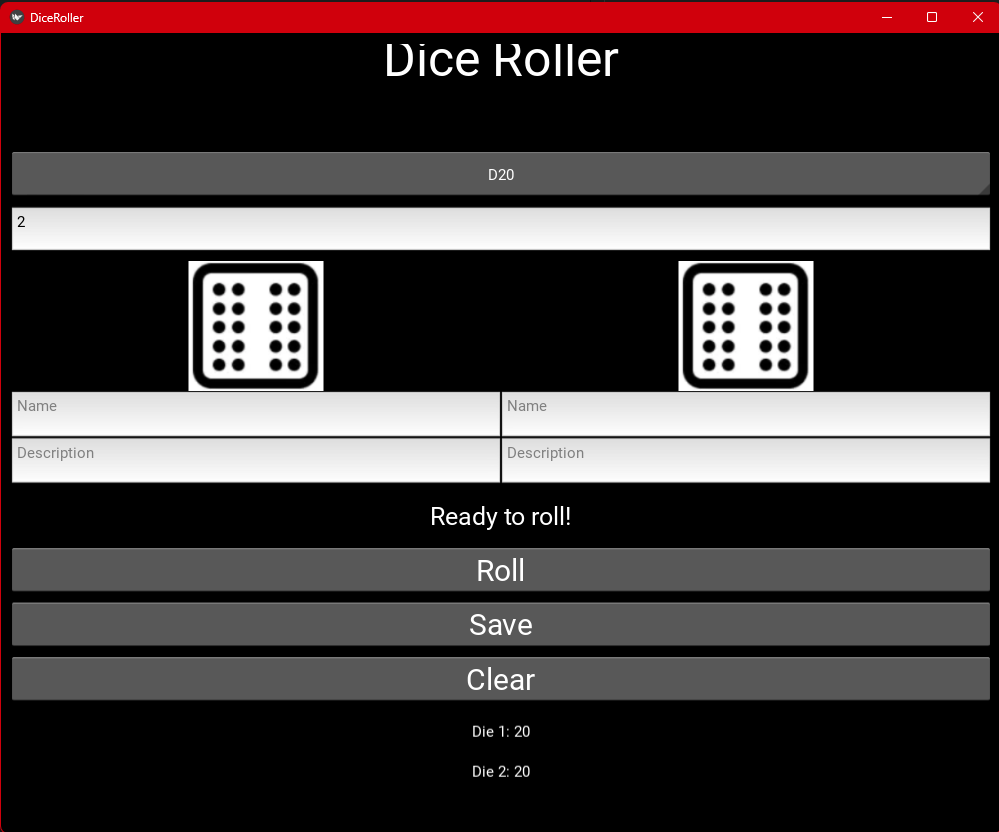 DiceRoller
Dice Roller
D20
2
Name
Name
Description
Description
Ready to roll!
Roll
Save
Clear
Die 1: 20
Die 2: 20